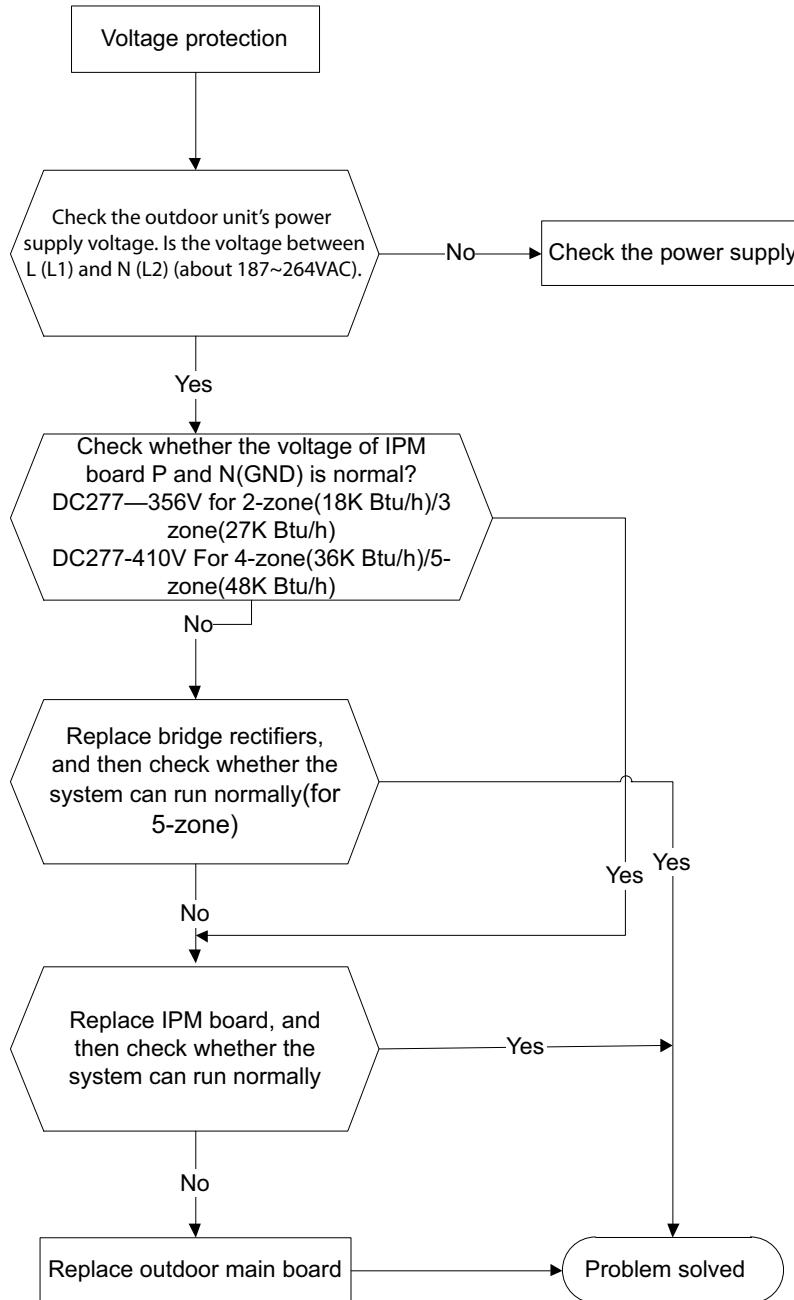 Voltage protection
Check the outdoor unit's power
supply voltage. Is the voltage between
L (L1) and N (L2) (about 187~264VAC).
No
Check the power supply
Yes
Check whether the voltage of IPM
board P and N(GND) is normal?
DC277—356V for 2-zone(18K Btu/h)/3
zone(27K Btu/h)
DC277-410V For 4-zone(36K Btu/h)/5-
zone(48K Btu/h)
No
Replace bridge rectifiers,
and then check whether the
system can run normally(for
5-zone)
Yes
Yes
No
Replace IPM board, and
then check whether the
system can run normally
Yes
No
Replace outdoor main board
Problem solved